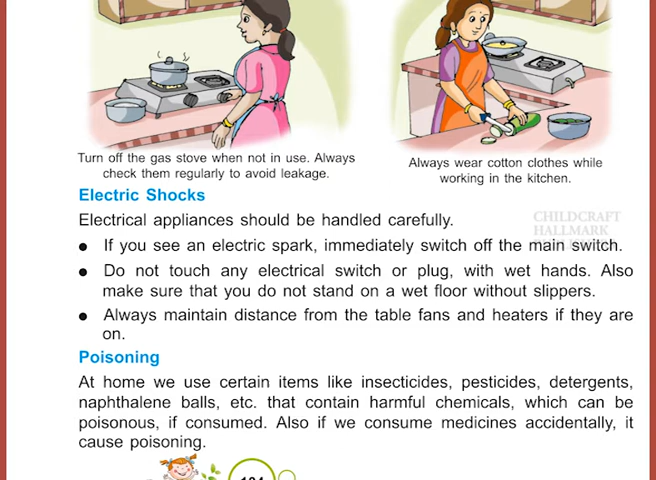 Turn off the gas stove when not in use. Always
check them regularly to avoid leakage.
Always wear cotton clothes while
working in the kitchen.
Electric Shocks
Electrical appliances should be handled carefully.
CHILDCRAFT
HALLMARK
● If you see an electric spark, immediately switch off the main switch.
● Do not touch any electrical switch or plug, with wet hands. Also
make sure that you do not stand on a wet floor without slippers.
● Always maintain distance from the table fans and heaters if they are
on.
Poisoning
At home we use certain items like insecticides, pesticides, detergents,
naphthalene balls, etc. that contain harmful chemicals, which can be
poisonous, if consumed. Also if we consume medicines accidentally, it
cause poisoning.